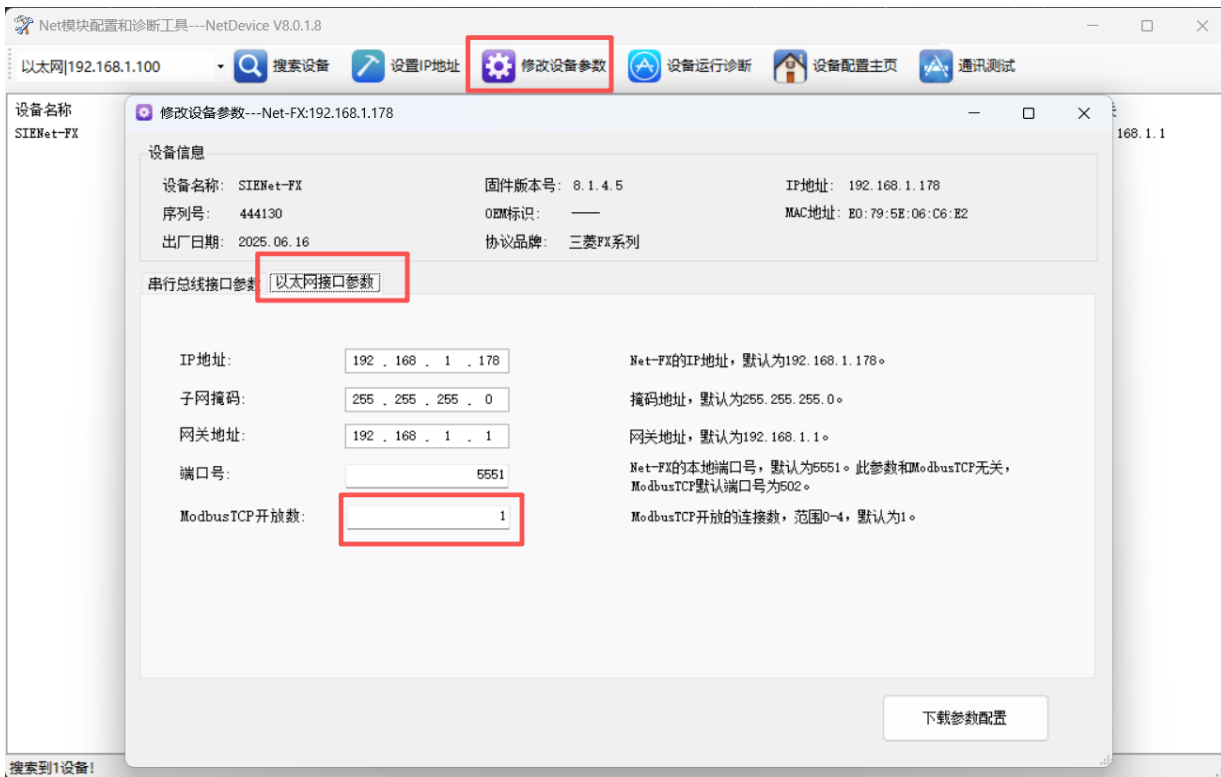 Net模块配置和诊断工具---NetDevice V8.0.1.8
以太网|192.168.1.100 搜索设备 设置IP地址 修改设备参数 设备运行诊断 设备配置主页 通讯测试
设备名称
SIENet-FX 168.1.1
修改设备参数---Net-FX:192.168.1.178
设备信息
设备名称: SIENet-FX 固件版本号: 8.1.4.5 IP地址: 192.168.1.178
序列号: 444130 OEM标识: —— MAC地址: E0:79:5E:06:C6:E2
出厂日期: 2025.06.16 协议品牌: 三菱FX系列
串行总线接口参数 以太网接口参数
IP地址: 192 . 168 . 1 . 178 Net-FX的IP地址，默认为192.168.1.178。
子网掩码: 255 . 255 . 255 . 0 掩码地址，默认为255.255.255.0。
网关地址: 192 . 168 . 1 . 1 网关地址，默认为192.168.1.1。
端口号: 5551 Net-FX的本地端口号，默认为5551。此参数和ModbusTCP无关，
ModbusTCP默认端口号为502。
ModbusTCP开放数: 1 ModbusTCP开放的连接数，范围0-4，默认为1。
下载参数配置
搜索到1设备!